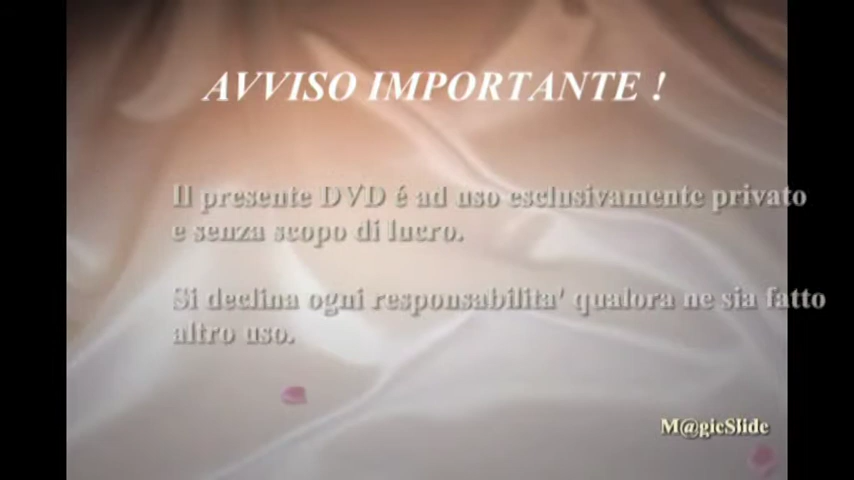 AVVISO IMPORTANTE !
Il presente DVD é ad uso esclusivamente privato
e senza scopo di lucro.
Si declina ogni responsabilita' qualora ne sia fatto
altro uso.
M@gicSlide